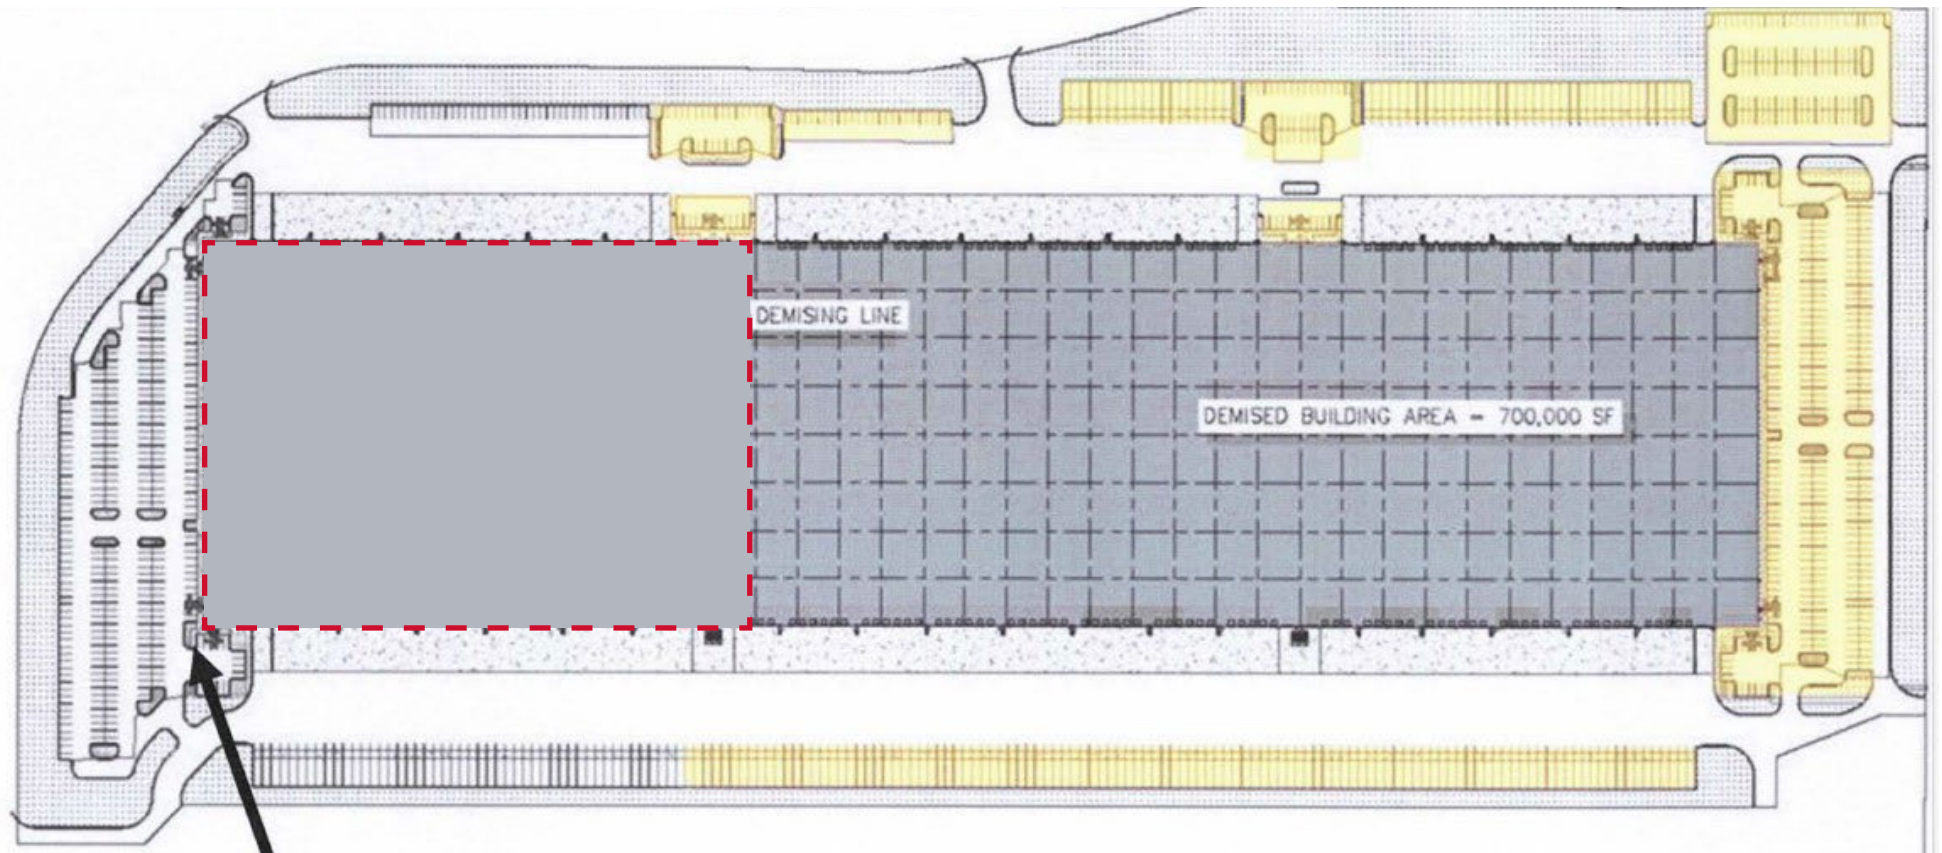 DEMISING LINE
DEMISED BUILDING AREA – 700,000 SF